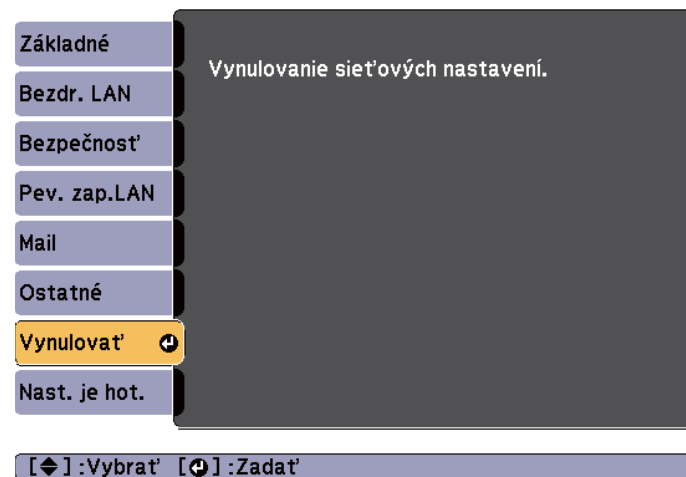 Základné
Vynulovanie sieťových nastavení.
Bezdr. LAN
Bezpečnosť
Pev. zap.LAN
Mail
Ostatné
Vynulovať
Nast. je hot.
[◆]:Vybrať [↵]:Zadať